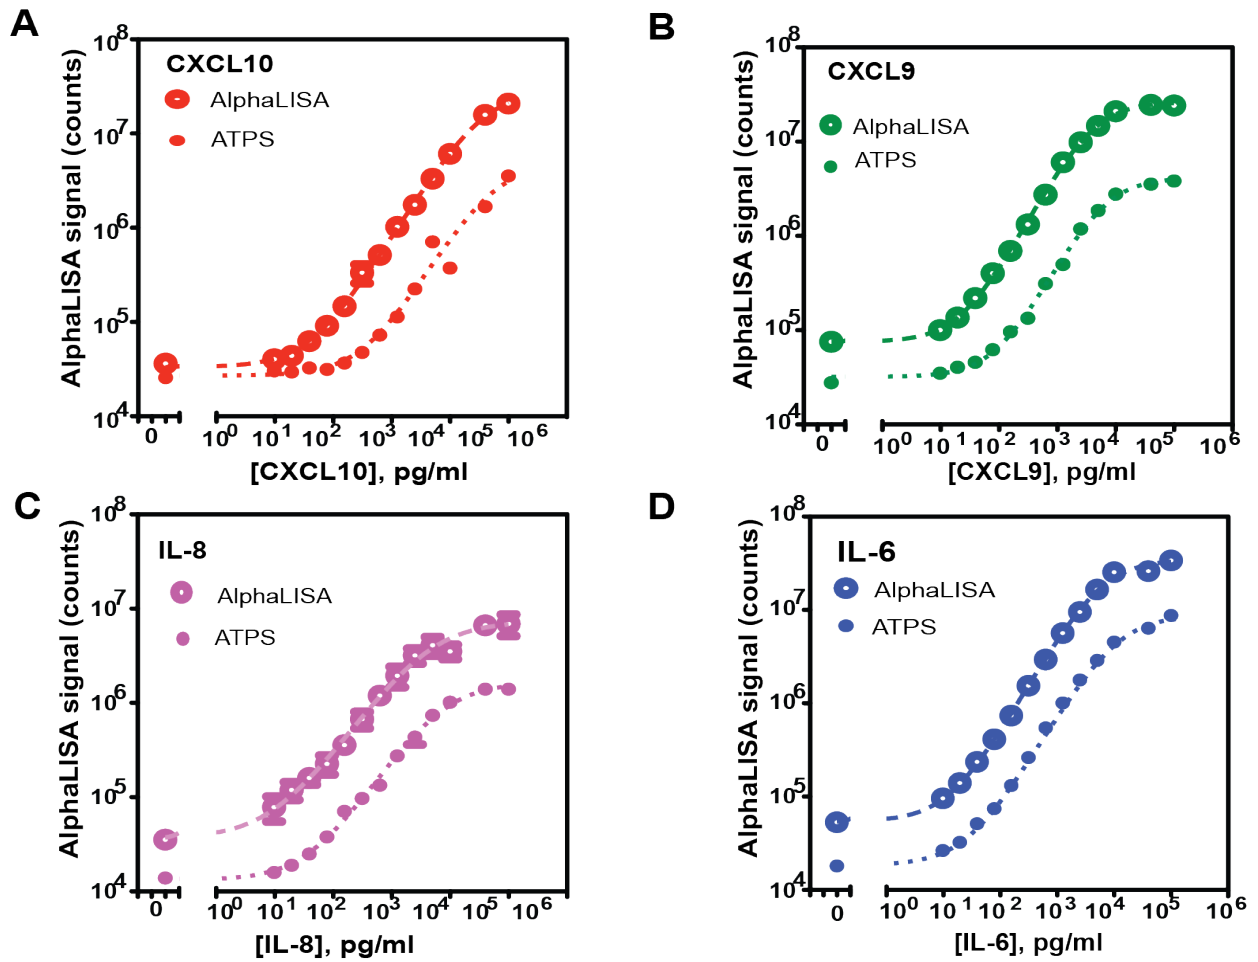 A
CXCL10
AlphaLISA
ATPS
AlphaLISA signal (counts)
10^8
10^7
10^6
10^5
10^4
0 10^0 10^1 10^2 10^3 10^4 10^5 10^6
[CXCL10], pg/ml
B
CXCL9
AlphaLISA
ATPS
AlphaLISA signal (counts)
10^8
10^7
10^6
10^5
10^4
0 10^0 10^1 10^2 10^3 10^4 10^5 10^6
[CXCL9], pg/ml
C
IL-8
AlphaLISA
ATPS
AlphaLISA signal (counts)
10^8
10^7
10^6
10^5
10^4
0 10^0 10^1 10^2 10^3 10^4 10^5 10^6
[IL-8], pg/ml
D
IL-6
AlphaLISA
ATPS
AlphaLISA signal (counts)
10^8
10^7
10^6
10^5
10^4
0 10^0 10^1 10^2 10^3 10^4 10^5 10^6
[IL-6], pg/ml